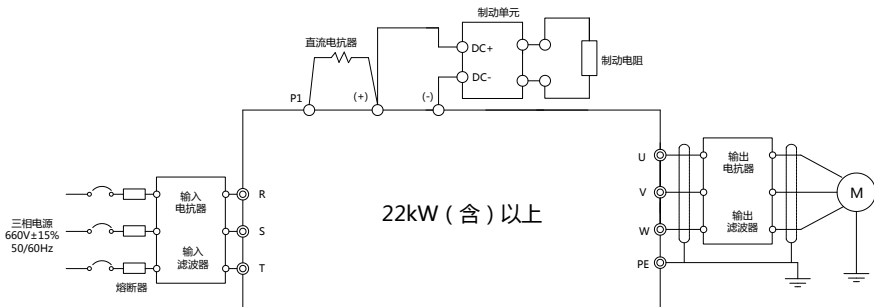 制动单元
直流电抗器
DC+
制动电阻
DC-
P1
(+)
(-)
U
输出
电抗器
V
M
输出
滤波器
W
PE
输入
电抗器
R
三相电源
660V±15%
50/60Hz
S
22kW（含）以上
输入
滤波器
T
熔断器